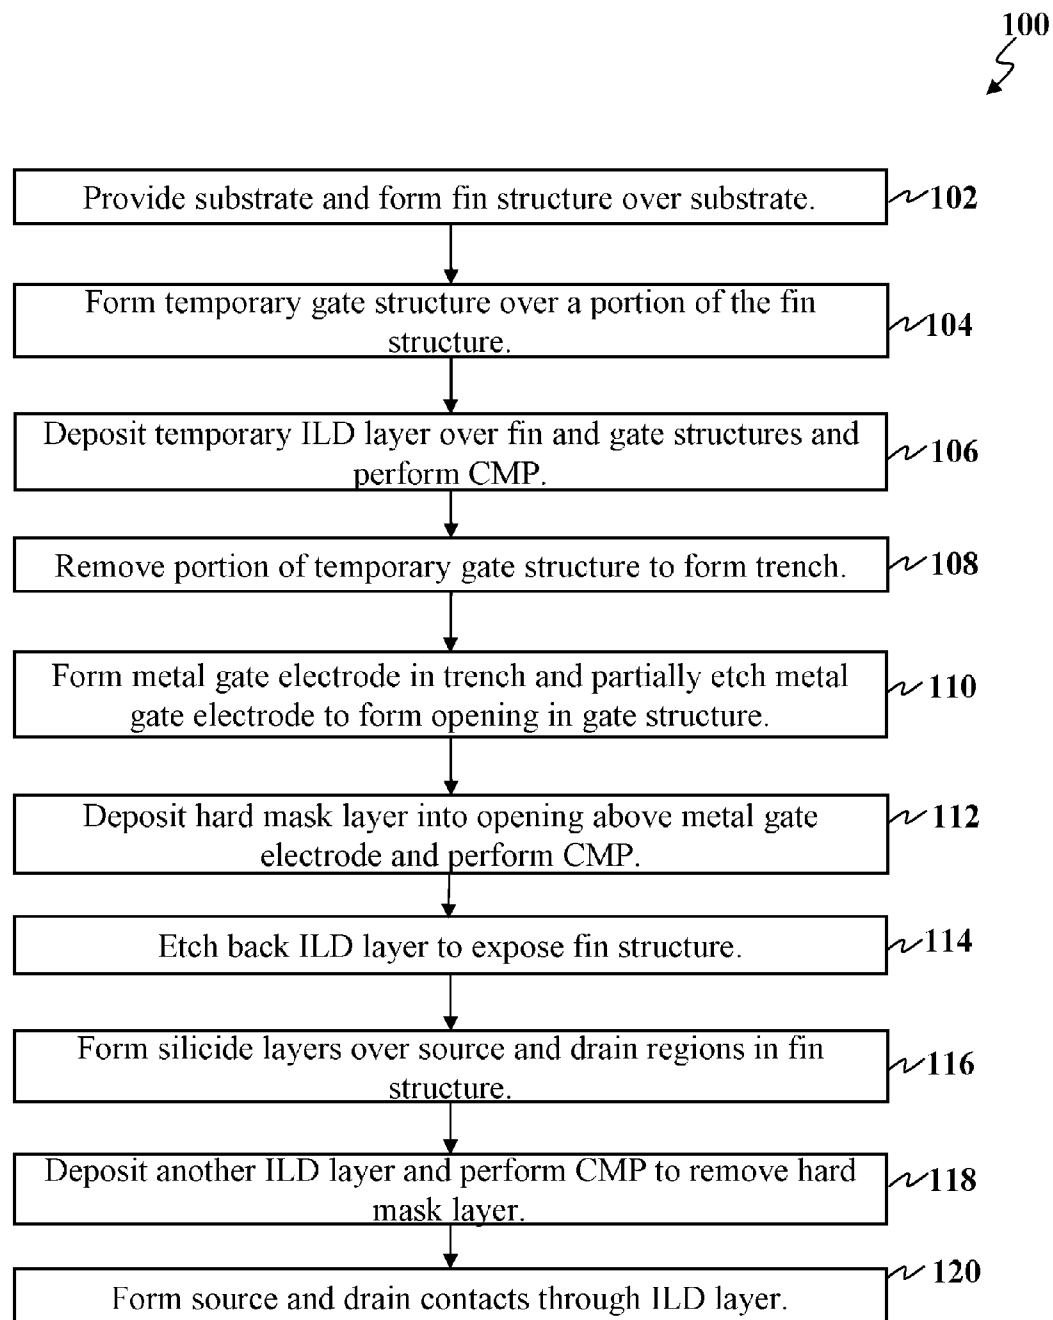 100
Provide substrate and form fin structure over substrate.
102
Form temporary gate structure over a portion of the fin
structure.
104
Deposit temporary ILD layer over fin and gate structures and
perform CMP.
106
Remove portion of temporary gate structure to form trench.
108
Form metal gate electrode in trench and partially etch metal
gate electrode to form opening in gate structure.
110
Deposit hard mask layer into opening above metal gate
electrode and perform CMP.
112
Etch back ILD layer to expose fin structure.
114
Form silicide layers over source and drain regions in fin
structure.
116
Deposit another ILD layer and perform CMP to remove hard
mask layer.
118
Form source and drain contacts through ILD layer.
120